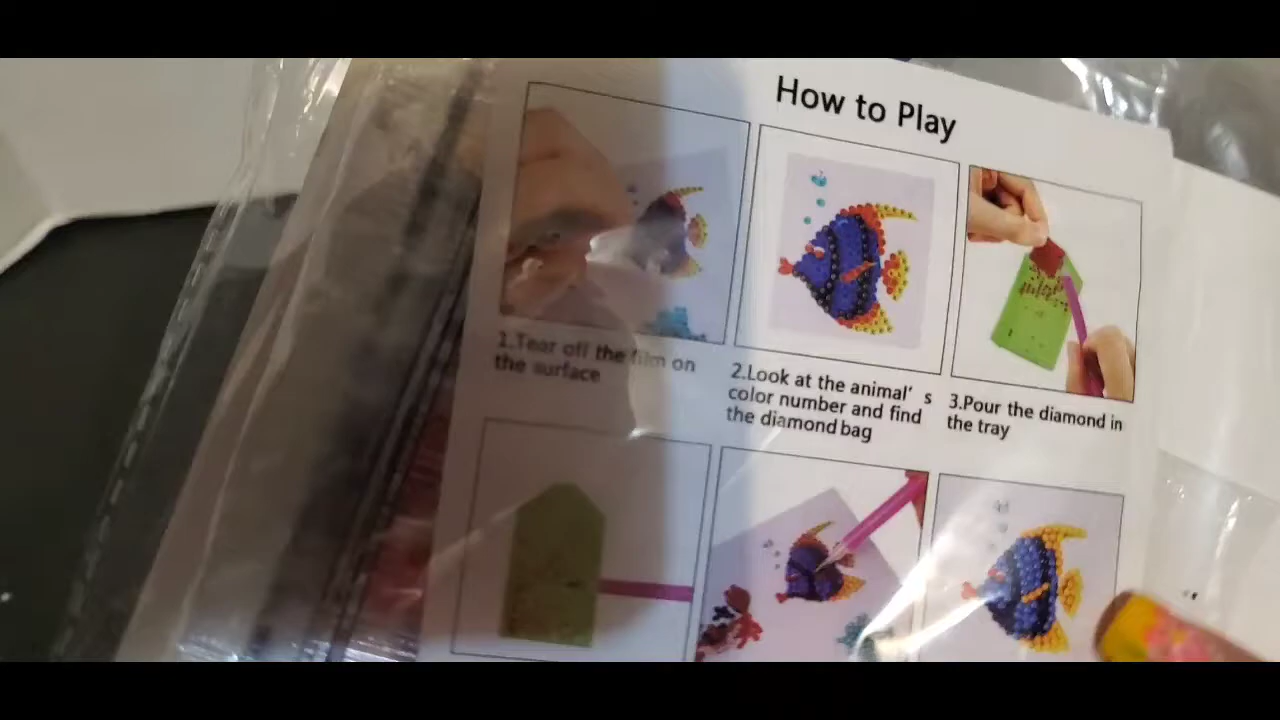 How to Play
1.Tear off the film on
the surface
2.Look at the animal's
color number and find
the diamond bag
3.Pour the diamond in
the tray